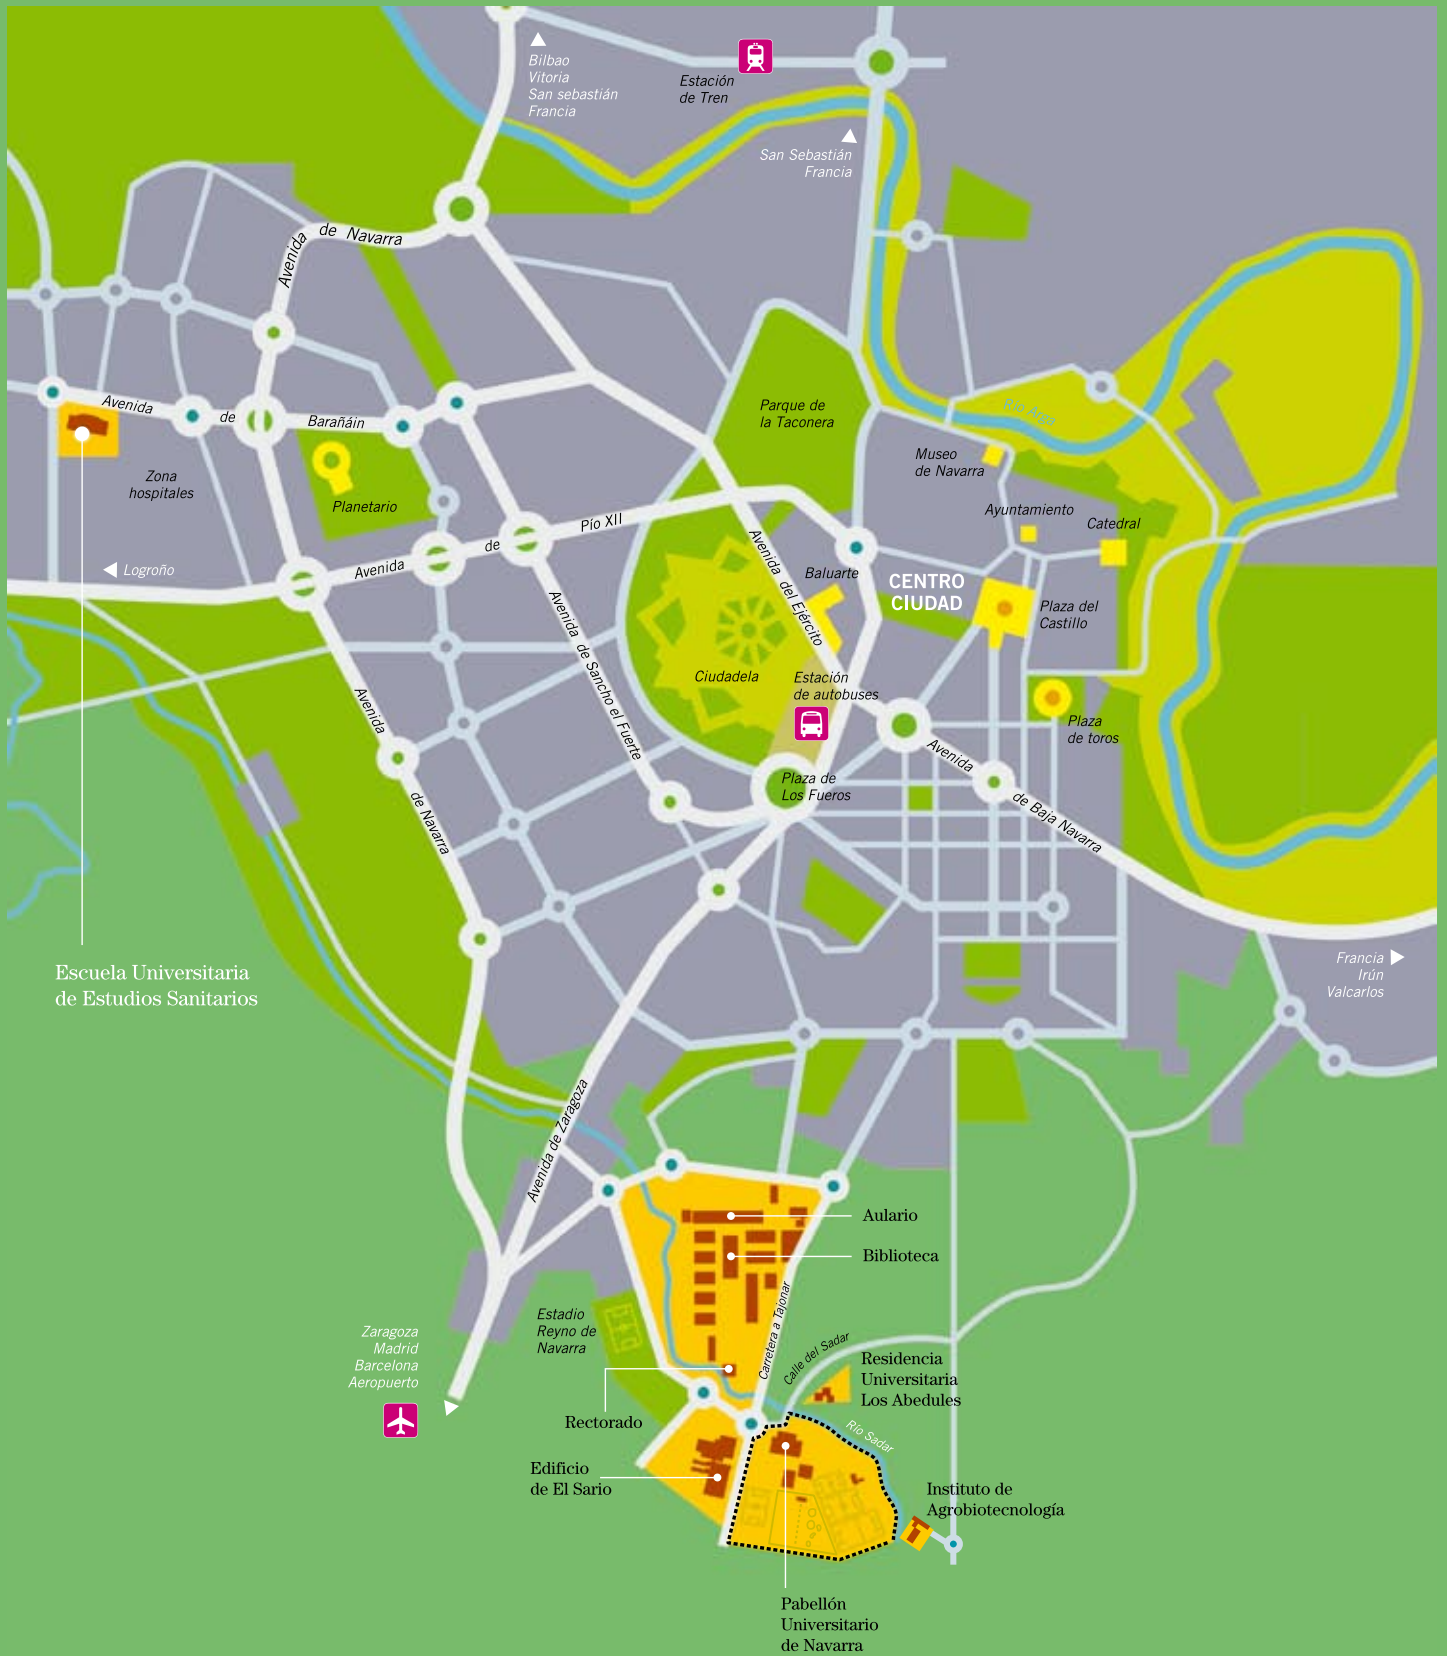 Bilbao
Vitoria
San sebastián
Francia
Estación
de Tren
San Sebastián
Francia
Avenida de Navarra
Parque de
la Taconera
Río Arga
Avenida de Barañáin
Museo
de Navarra
Zona
hospitales
Planetario
Ayuntamiento
Catedral
Avenida de Pío XII
Logroño
Avenida del Ejército
Baluarte
CENTRO
CIUDAD
Plaza del
Castillo
Avenida de Sancho el Fuerte
Ciudadela
Estación
de autobuses
Avenida de Navarra
Plaza
de toros
Plaza de
Los Fueros
Avenida de Baja Navarra
Escuela Universitaria
de Estudios Sanitarios
Francia
Irún
Valcarlos
Avenida de Zaragoza
Aulario
Biblioteca
Carretera a Tajonar
Estadio
Reyno de
Navarra
Zaragoza
Madrid
Barcelona
Aeropuerto
Calle del Sadar
Residencia
Universitaria
Los Abedules
Rectorado
Río Sadar
Edificio
de El Sario
Instituto de
Agrobiotecnología
Pabellón
Universitario
de Navarra